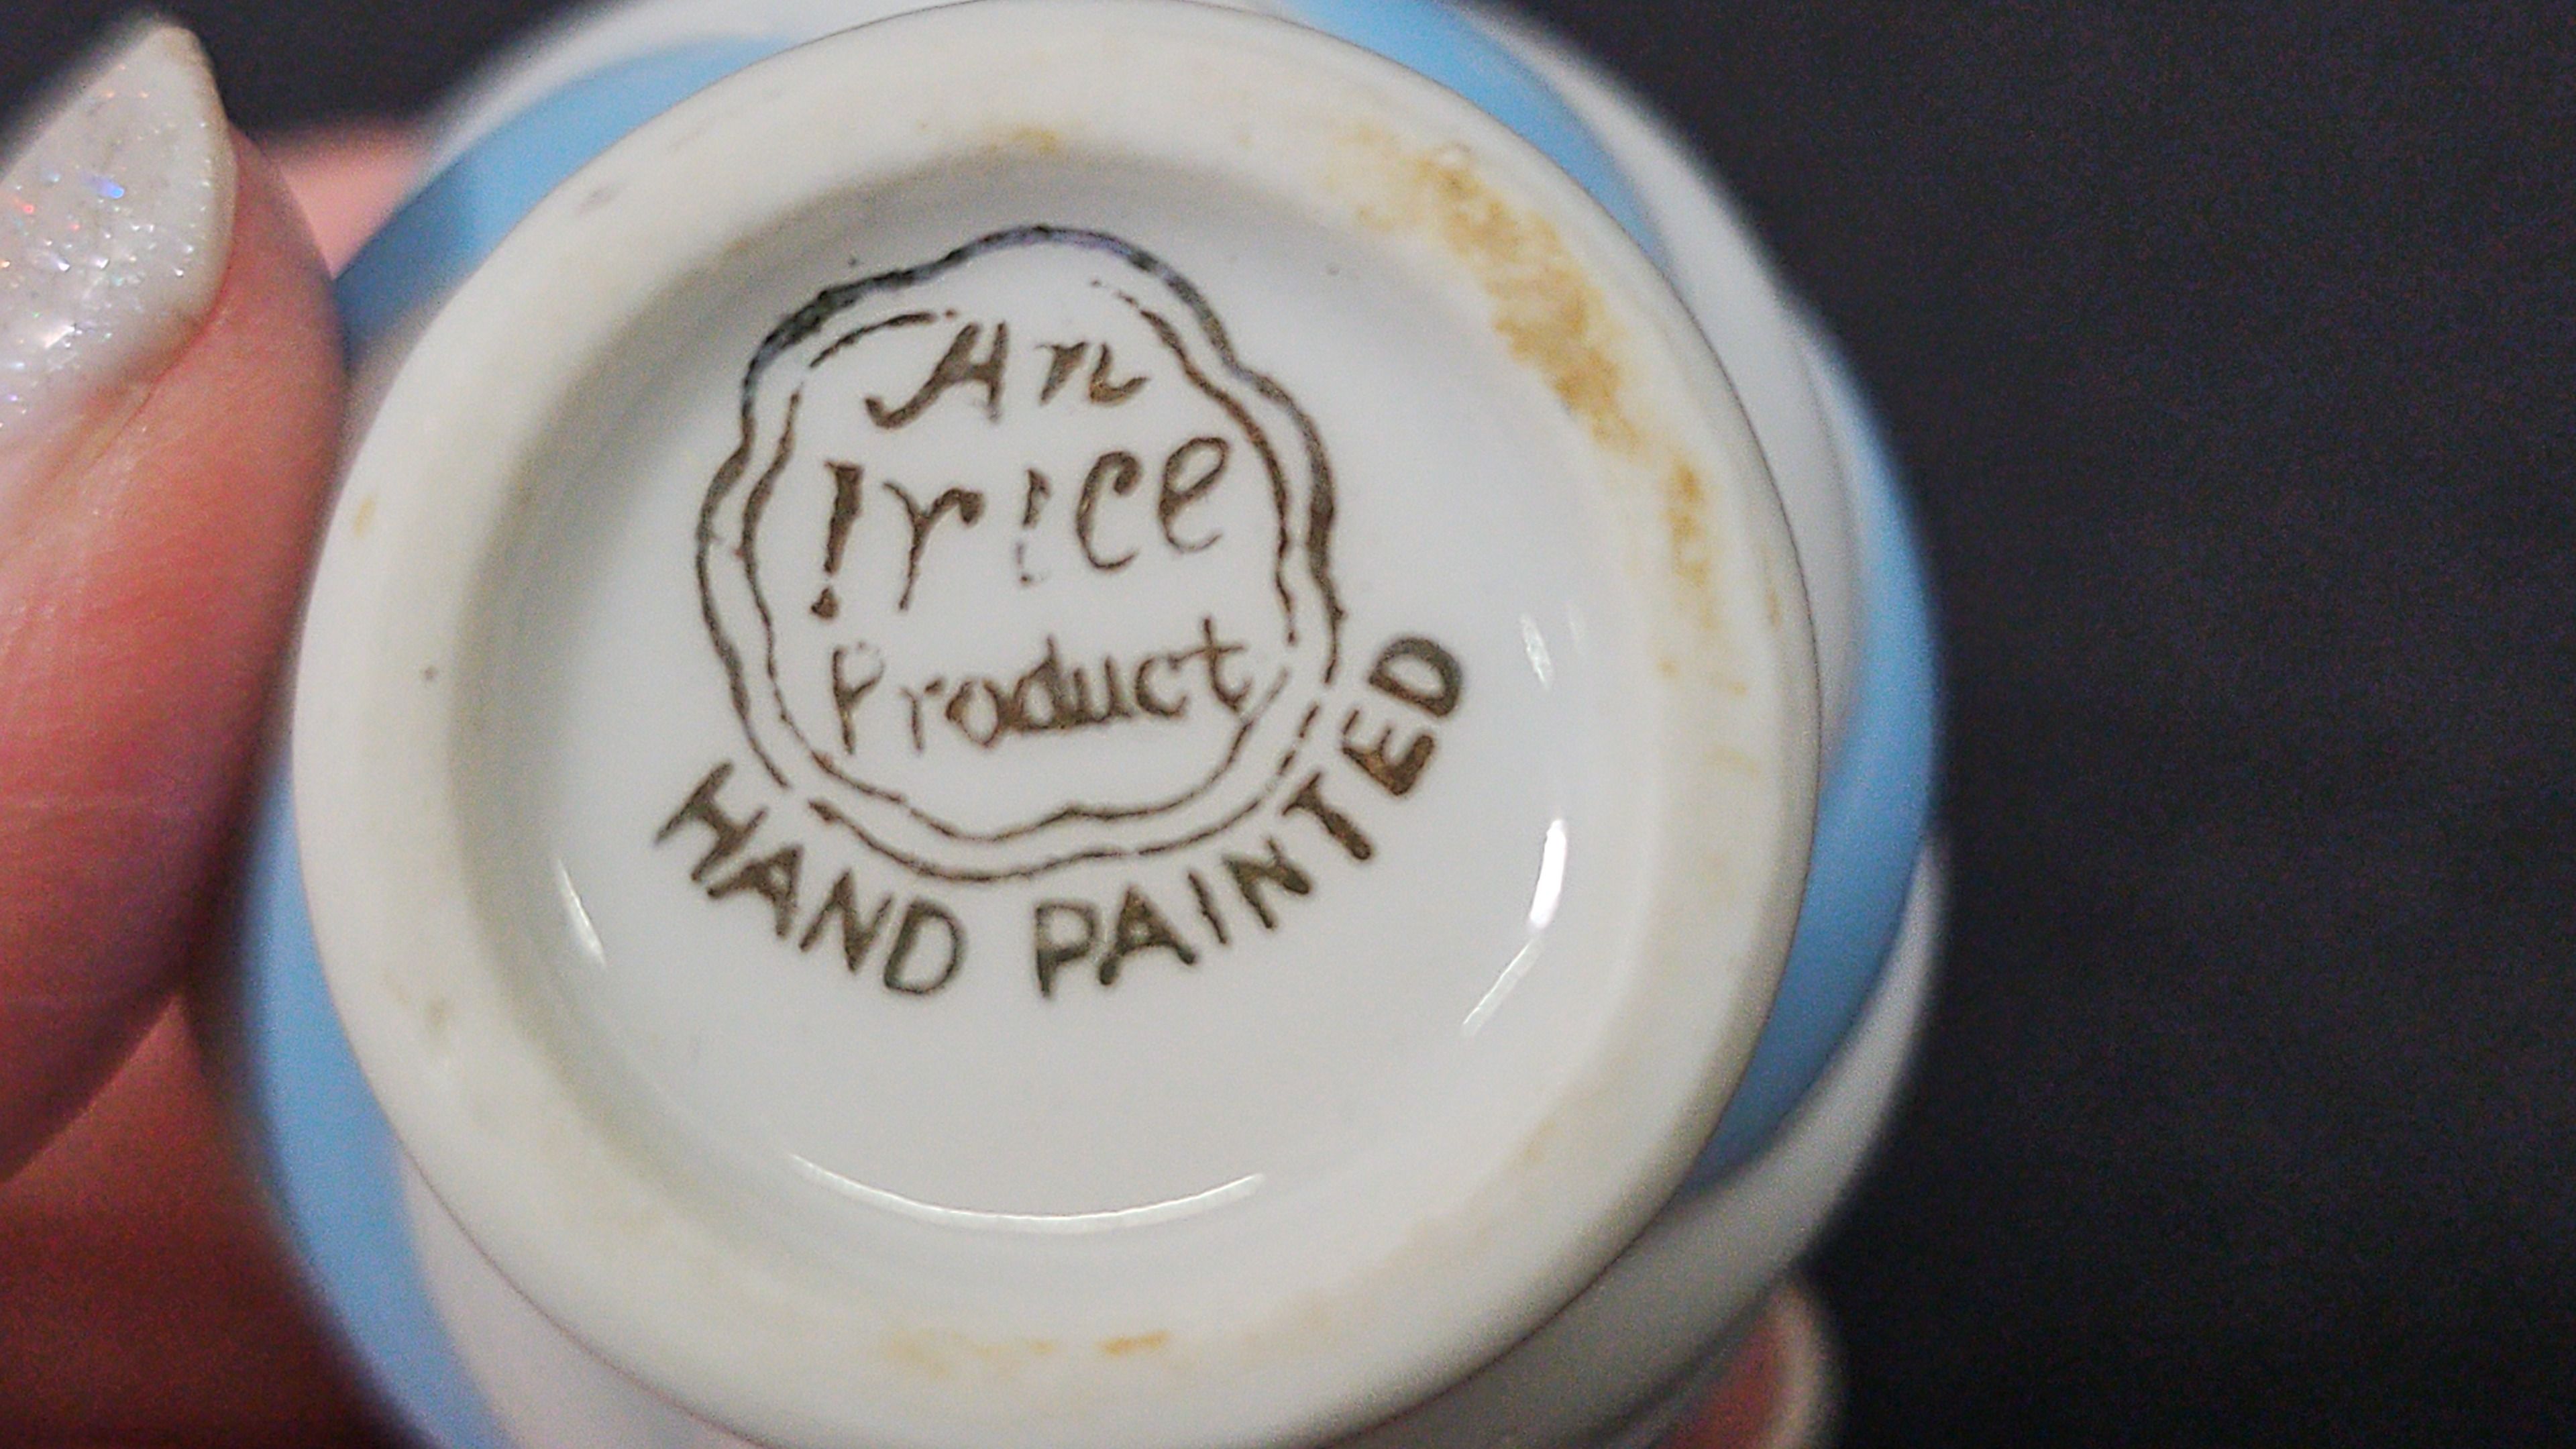 An
Irice
Product
HAND PAINTED